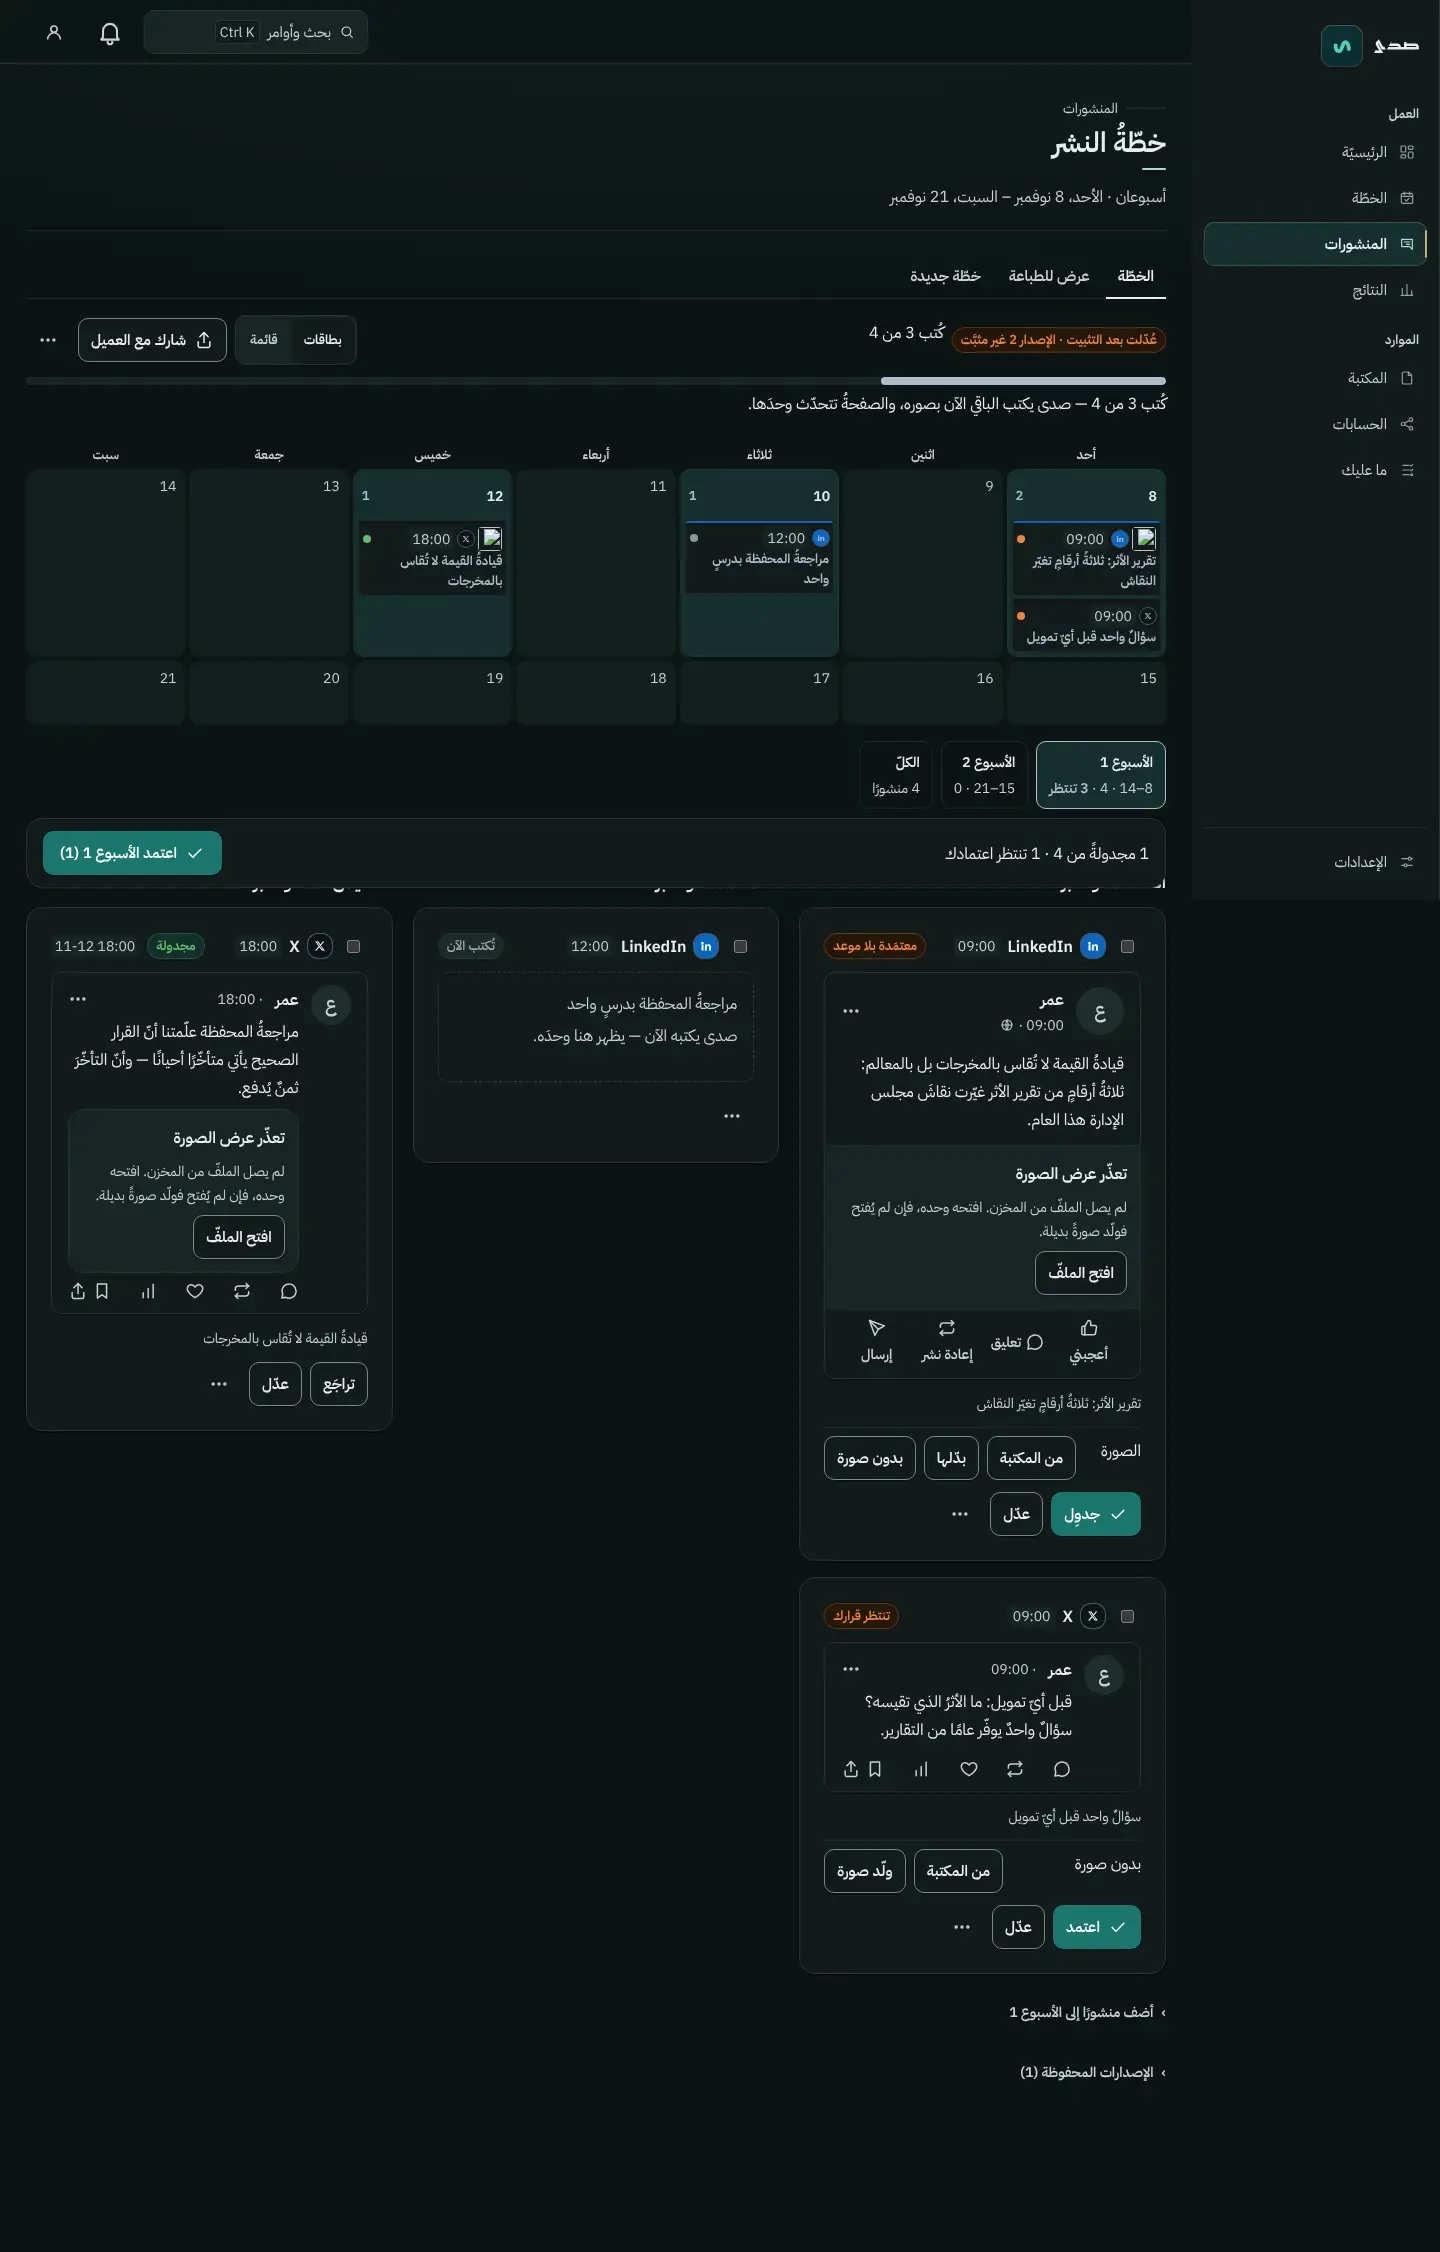 صدى
بحث وأوامر Ctrl K
العمل
الرئيسيّة
الخطّة
المنشورات
النتائج
الموارد
المكتبة
الحسابات
ما عليك
الإعدادات
المنشورات
خطّةُ النشر
أسبوعان · الأحد، 8 نوفمبر – السبت، 21 نوفمبر
الخطّة
عرض للطباعة
خطّة جديدة
عُدّلت بعد التثبيت · الإصدار 2 غير مثبَّت
كُتب 3 من 4
بطاقات
قائمة
شارك مع العميل
كُتب 3 من 4 — صدى يكتب الباقي الآن بصوره، والصفحةُ تتحدّث وحدَها.
أحد
اثنين
ثلاثاء
أربعاء
خميس
جمعة
سبت
8
2
09:00
تقرير الأثر: ثلاثةُ أرقامٍ تغيّر
النقاش
09:00
سؤالٌ واحد قبل أيّ تمويل
9
10
1
12:00
مراجعةُ المحفظة بدرسٍ
واحد
11
12
1
18:00
قيادةُ القيمة لا تُقاس
بالمخرجات
13
14
15
16
17
18
19
20
21
الأسبوع 1
8–14 · 4 · 3 تنتظر
الأسبوع 2
15–21 · 0
الكلّ
4 منشورًا
1 مجدولةً من 4 · 1 تنتظر اعتمادك
اعتمد الأسبوع 1 (1)
LinkedIn
09:00
معتمَدة بلا موعد
عمر
09:00 ·
قيادةُ القيمة لا تُقاس بالمخرجات بل بالمعالم:
ثلاثةُ أرقامٍ من تقرير الأثر غيّرت نقاشَ مجلس
الإدارة هذا العام.
تعذّر عرض الصورة
لم يصل الملفّ من المخزن. افتحه وحده، فإن لم يُفتح
فولّد صورةً بديلة.
افتح الملفّ
أعجبني
تعليق
إعادة نشر
إرسال
تقرير الأثر: ثلاثةُ أرقامٍ تغيّر النقاش
الصورة
من المكتبة
بدّلها
بدون صورة
جدوِل
عدّل
X
09:00
تنتظر قرارك
عمر
· 09:00
قبل أيّ تمويل: ما الأثرُ الذي تقيسه؟
سؤالٌ واحدٌ يوفّر عامًا من التقارير.
سؤالٌ واحد قبل أيّ تمويل
بدون صورة
من المكتبة
ولّد صورة
اعتمد
عدّل
LinkedIn
12:00
تُكتب الآن
مراجعةُ المحفظة بدرسٍ واحد
صدى يكتبه الآن — يظهر هنا وحدَه.
X
18:00
مجدولة
11-12 18:00
عمر
· 18:00
مراجعةُ المحفظة علّمتنا أنّ القرار
الصحيح يأتي متأخّرًا أحيانًا — وأنّ التأخّرَ
ثمنٌ يُدفع.
تعذّر عرض الصورة
لم يصل الملفّ من المخزن. افتحه
وحده، فإن لم يُفتح فولّد صورةً بديلة.
افتح الملفّ
قيادةُ القيمة لا تُقاس بالمخرجات
تراجَع
عدّل
أضف منشورًا إلى الأسبوع 1
الإصدارات المحفوظة (1)